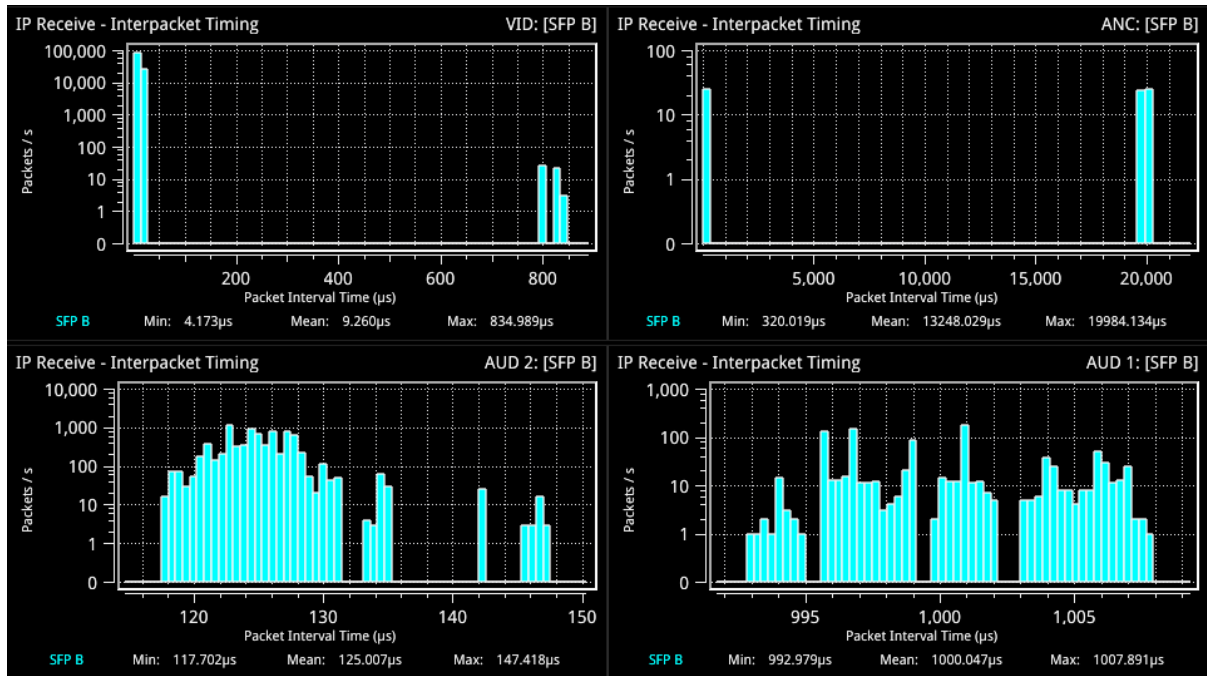 IP Receive - Interpacket Timing VID: [SFP B]
100,000
10,000
1,000
100
10
1
0
Packets / s
200 400 600 800
Packet Interval Time (µs)
SFP B Min: 4.173µs Mean: 9.260µs Max: 834.989µs
IP Receive - Interpacket Timing ANC: [SFP B]
100
10
1
0
Packets / s
5,000 10,000 15,000 20,000
Packet Interval Time (µs)
SFP B Min: 320.019µs Mean: 13248.029µs Max: 19984.134µs
IP Receive - Interpacket Timing AUD 2: [SFP B]
10,000
1,000
100
10
1
0
Packets / s
120 130 140 150
Packet Interval Time (µs)
SFP B Min: 117.702µs Mean: 125.007µs Max: 147.418µs
IP Receive - Interpacket Timing AUD 1: [SFP B]
1,000
100
10
1
0
Packets / s
995 1,000 1,005
Packet Interval Time (µs)
SFP B Min: 992.979µs Mean: 1000.047µs Max: 1007.891µs